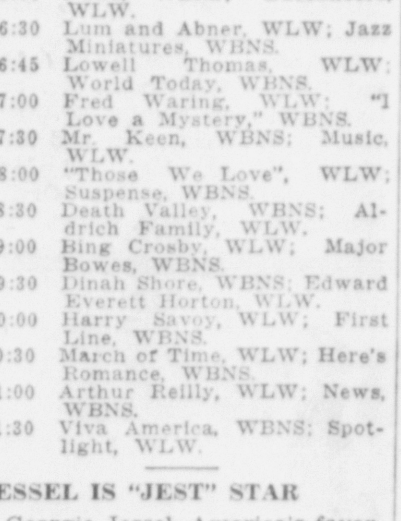 WLW.
6:30 Lum and Abner, WLW; Jazz
Miniatures, WBNS.
6:45 Lowell Thomas, WLW;
World Today, WBNS.
7:00 Fred Waring, WLW; "I
Love a Mystery," WBNS.
7:30 Mr. Keen, WBNS; Music,
WLW.
8:00 "Those We Love", WLW;
Suspense, WBNS.
8:30 Death Valley, WBNS; Al-
drich Family, WLW.
9:00 Bing Crosby, WLW; Major
Bowes, WBNS.
9:30 Dinah Shore, WBNS; Edward
Everett Horton, WLW.
0:00 Harry Savoy, WLW; First
Line, WBNS.
0:30 March of Time, WLW; Here's
Romance, WBNS.
1:00 Arthur Reilly, WLW; News,
WBNS.
1:30 Viva America, WBNS; Spot-
light, WLW.
ESSEL IS "JEST" STAR